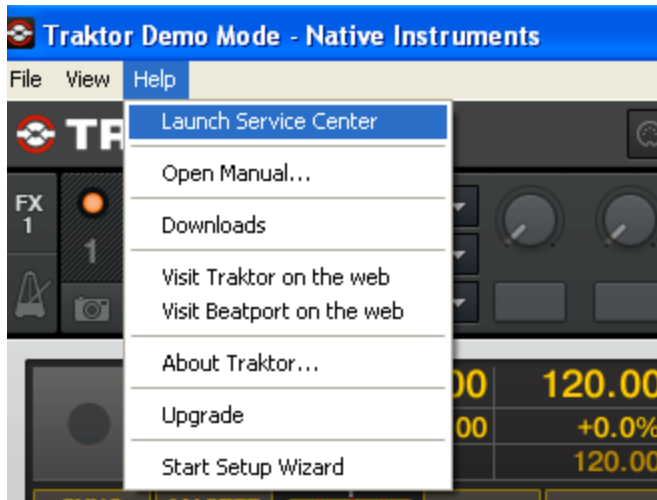 Traktor Demo Mode - Native Instruments
File View Help
Launch Service Center
TR
FX
1
1
Open Manual...
Downloads
Visit Traktor on the web
Visit Beatport on the web
About Traktor...
00 120.00
Upgrade
00 +0.0%
Start Setup Wizard
120.00